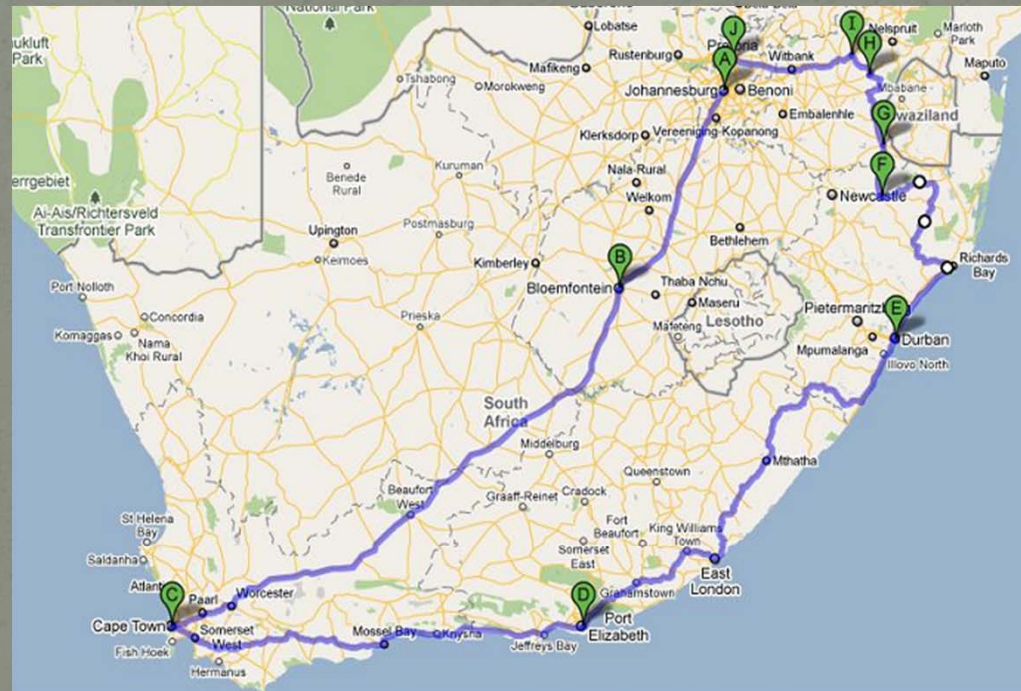 National Park
Lobatse
Nelspruit
Marloth
Park
aukluft
Park
Rustenburg
J
I
H
Witbank
Maputo
Tshabong
Mafikeng
A
Morokweng
Johannesburg
Benoni
Mbabane
Embalenhle
Klerksdorp
Vereeniging
Kopanong
G
waziland
errgebiet
Kuruman
Benede
Rural
Nala-Rural
F
Ai-Ais/Richtersveld
Transfrontier Park
Welkom
Newcastle
Upington
Postmasburg
Bethlehem
Keimoes
Kimberley
B
Richards
Bay
Bloemfontein
Thaba Nchu
Port Nolloth
Maseru
Pietermantz
E
Concordia
Prieska
Lesotho
Komaggas
Nama
Khoi Rural
Mafeteng
Durban
Mpumalanga
Illovo North
South
Africa
Middelburg
Mthatha
Queenstown
Beaufort
West
Graaff-Reinet
Cradock
St Helena
Bay
Fort
Beaufort
King Williams
Town
Saldanha
Somerset
East
East
London
Atlant
C
Paarl
Worcester
D
Grahamstown
Cape Town
Somerset
West
Mossel Bay
Knysna
Port
Elizabeth
Fish Hoek
Jeffreys Bay
Hermanus